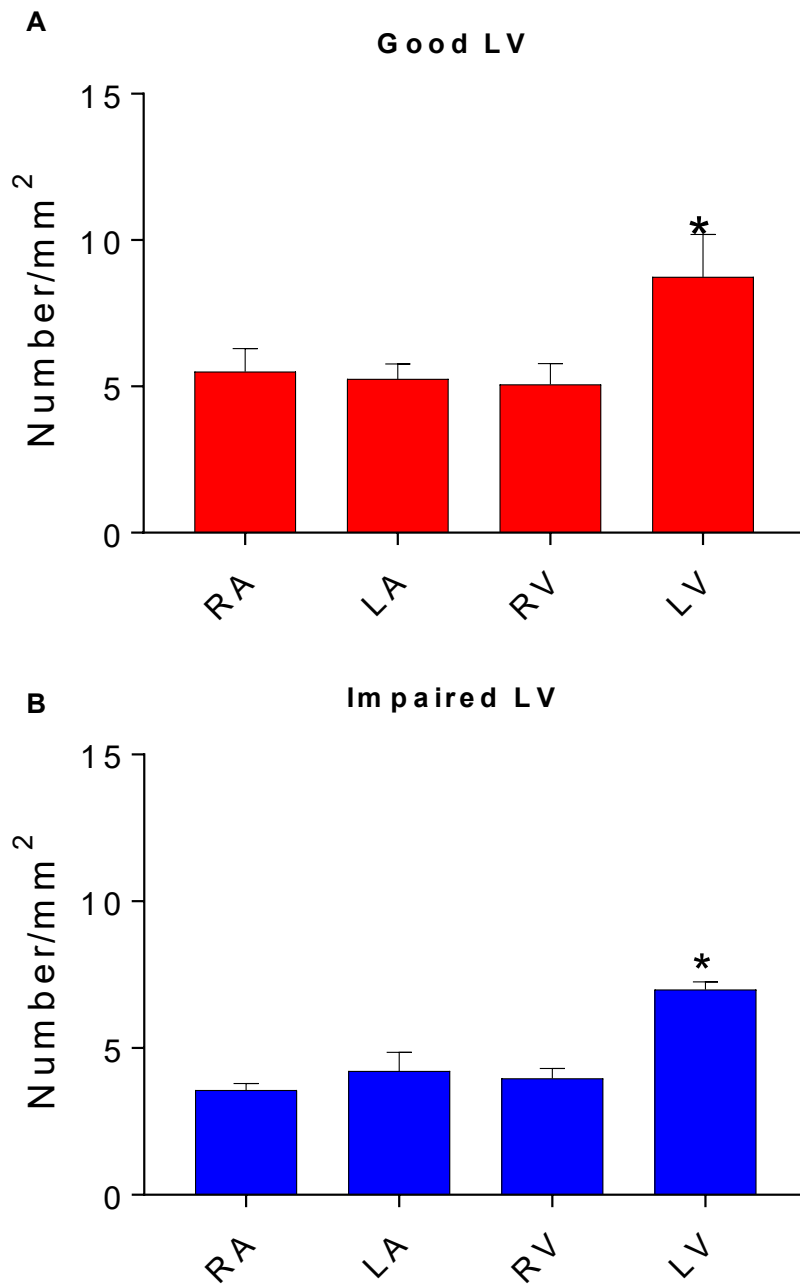 A
Good LV
15
10
5
0
Number/mm²
*
RA
LA
RV
LV
B
Impaired LV
15
10
5
0
Number/mm²
*
RA
LA
RV
LV